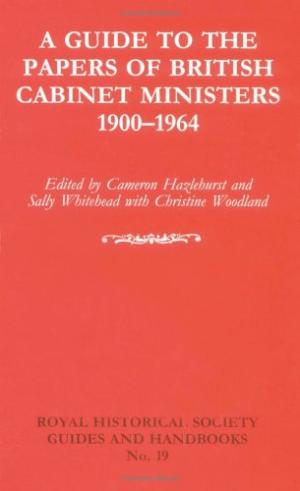 A GUIDE TO THE
PAPERS OF BRITISH
CABINET MINISTERS
1900–1964
Edited by Cameron Hazlehurst and
Sally Whitehead with Christine Woodland
ROYAL HISTORICAL SOCIETY
GUIDES AND HANDBOOKS
No. 19